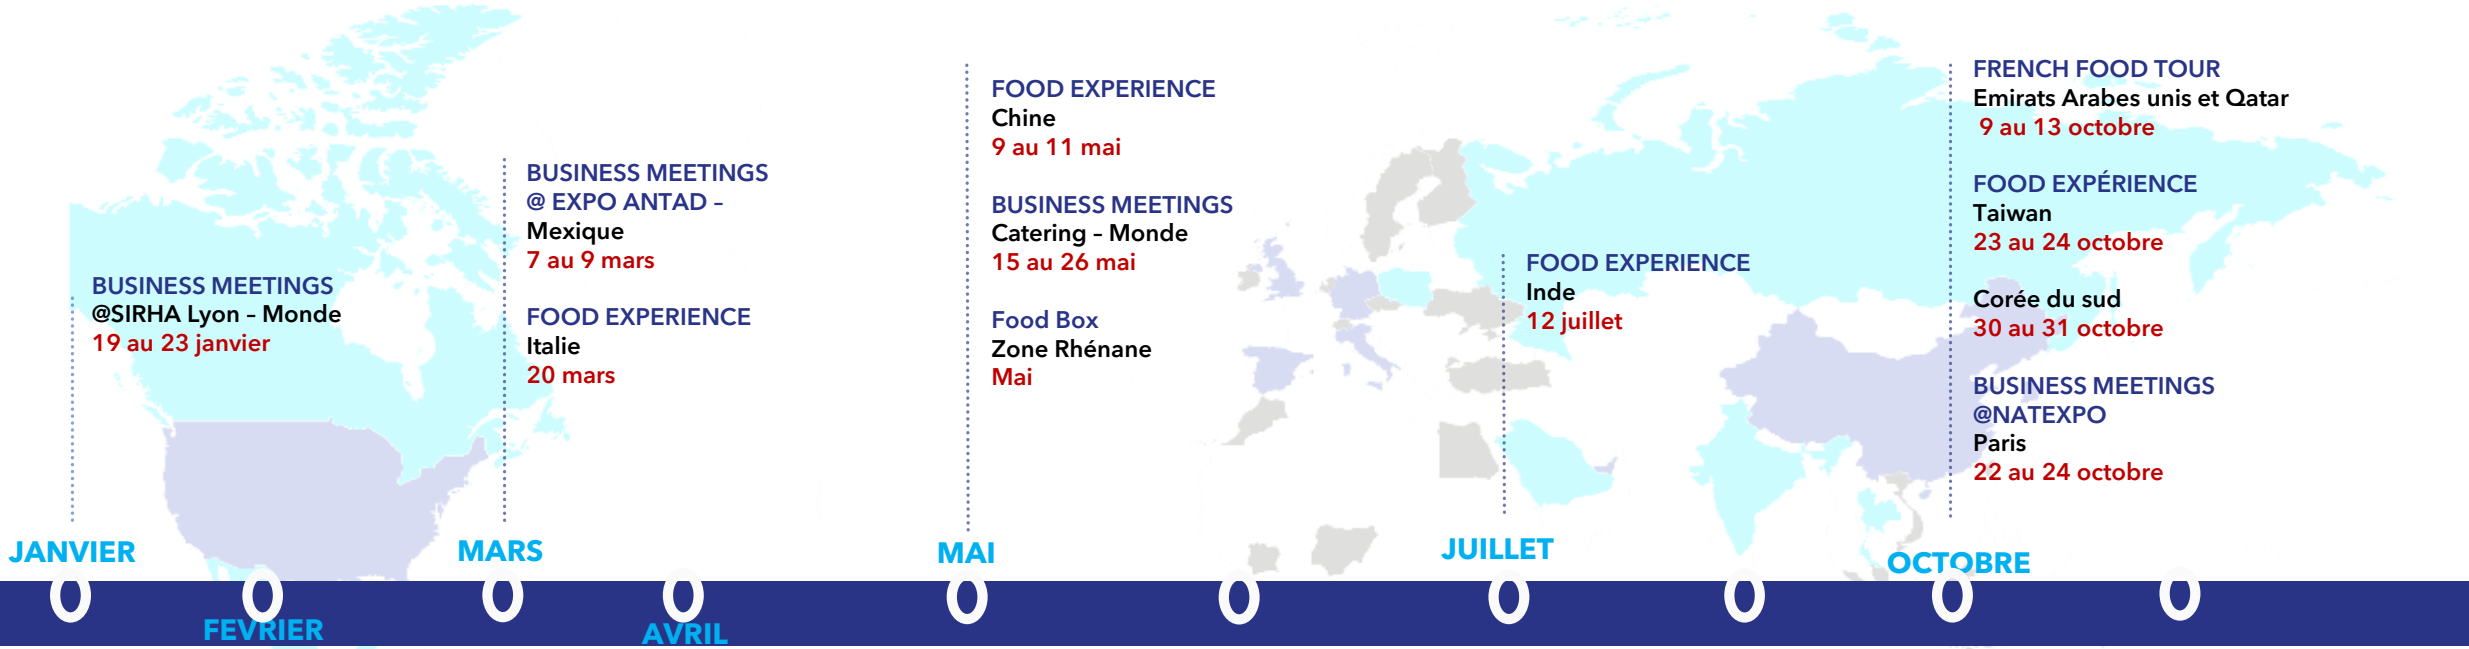 JANVIER
BUSINESS MEETINGS
@SIRHA Lyon – Monde
19 au 23 janvier
FEVRIER
MARS
BUSINESS MEETINGS
@ EXPO ANTAD –
Mexique
7 au 9 mars
FOOD EXPERIENCE
Italie
20 mars
AVRIL
MAI
FOOD EXPERIENCE
Chine
9 au 11 mai
BUSINESS MEETINGS
Catering – Monde
15 au 26 mai
Food Box
Zone Rhénane
Mai
JUILLET
FOOD EXPERIENCE
Inde
12 juillet
OCTOBRE
FRENCH FOOD TOUR
Emirats Arabes unis et Qatar
9 au 13 octobre
FOOD EXPÉRIENCE
Taiwan
23 au 24 octobre
Corée du sud
30 au 31 octobre
BUSINESS MEETINGS
@NATEXPO
Paris
22 au 24 octobre